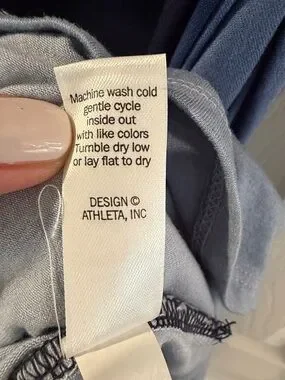 Machine wash cold
gentle cycle
inside out
with like colors
Tumble dry low
or lay flat to dry
DESIGN ©
ATHLETA, INC